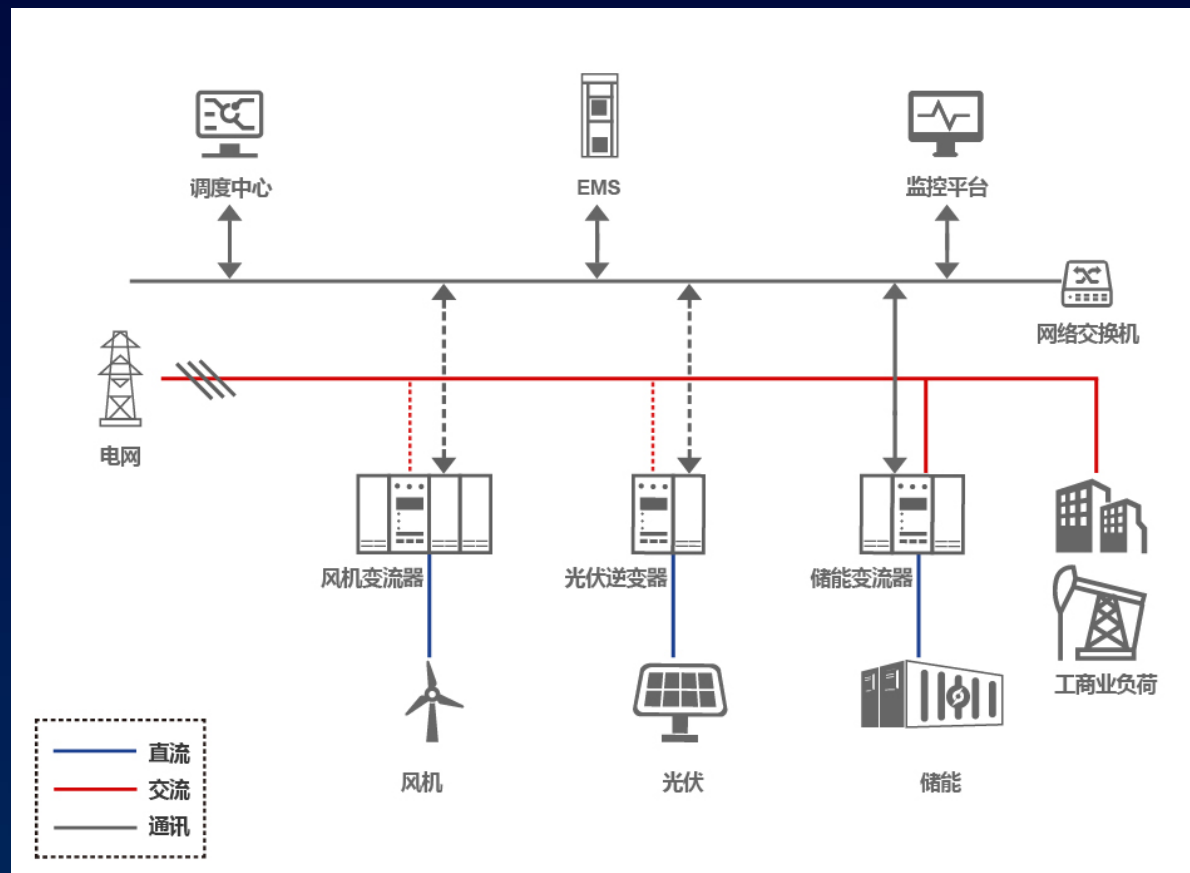 调度中心
EMS
监控平台
网络交换机
电网
风机变流器
光伏逆变器
储能变流器
工商业负荷
风机
光伏
储能
直流
交流
通讯